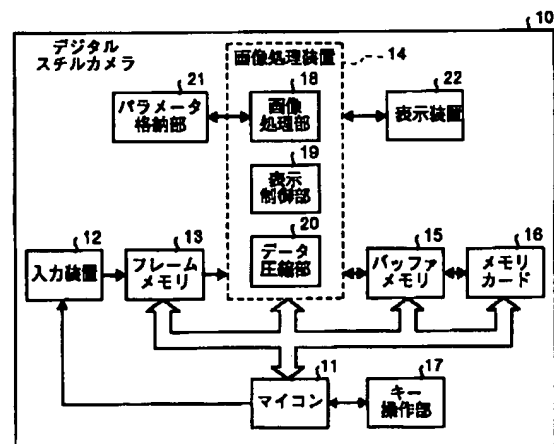 10
デジタル
スチルカメラ
画像処理装置
14
21
パラメータ
格納部
18
画像
処理部
22
表示装置
19
表示
制御部
12
入力装置
13
フレーム
メモリ
20
データ
圧縮部
15
バッファ
メモリ
16
メモリ
カード
11
マイコン
17
キー
操作部